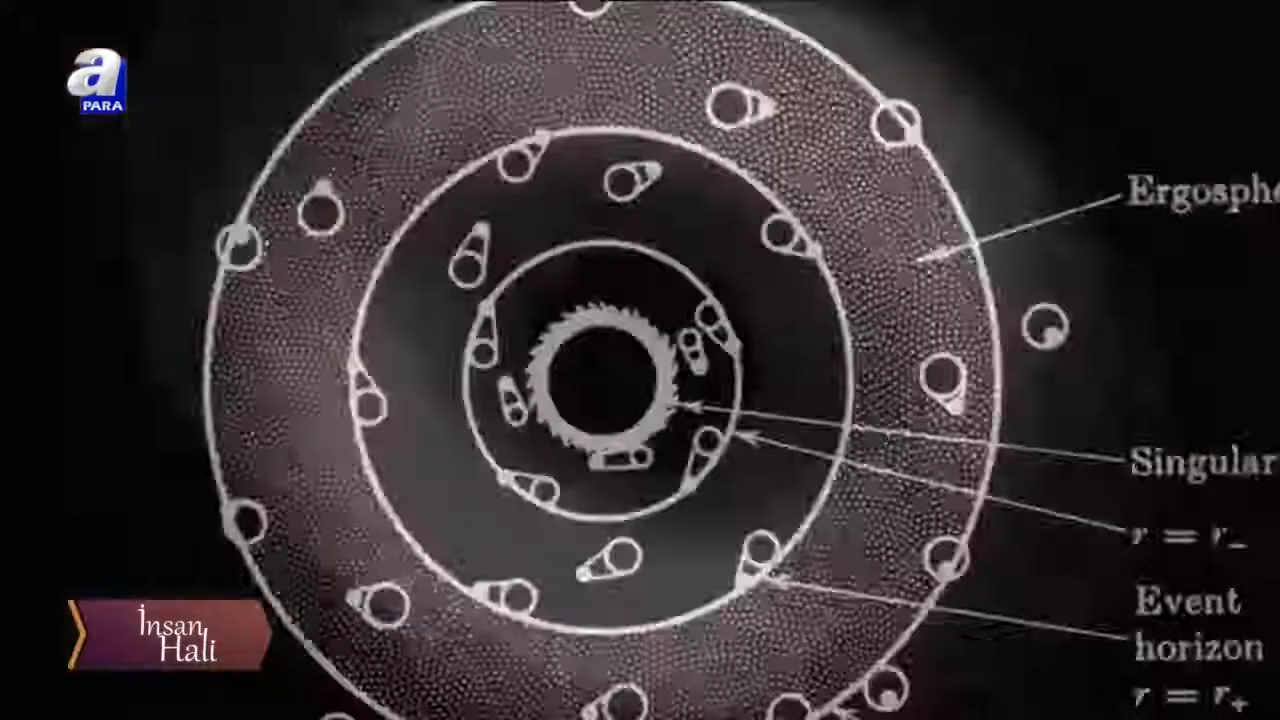 a
PARA
Ergosphe
Singular
r = r₋
Event
horizon
r = r₊
İnsan
Hali